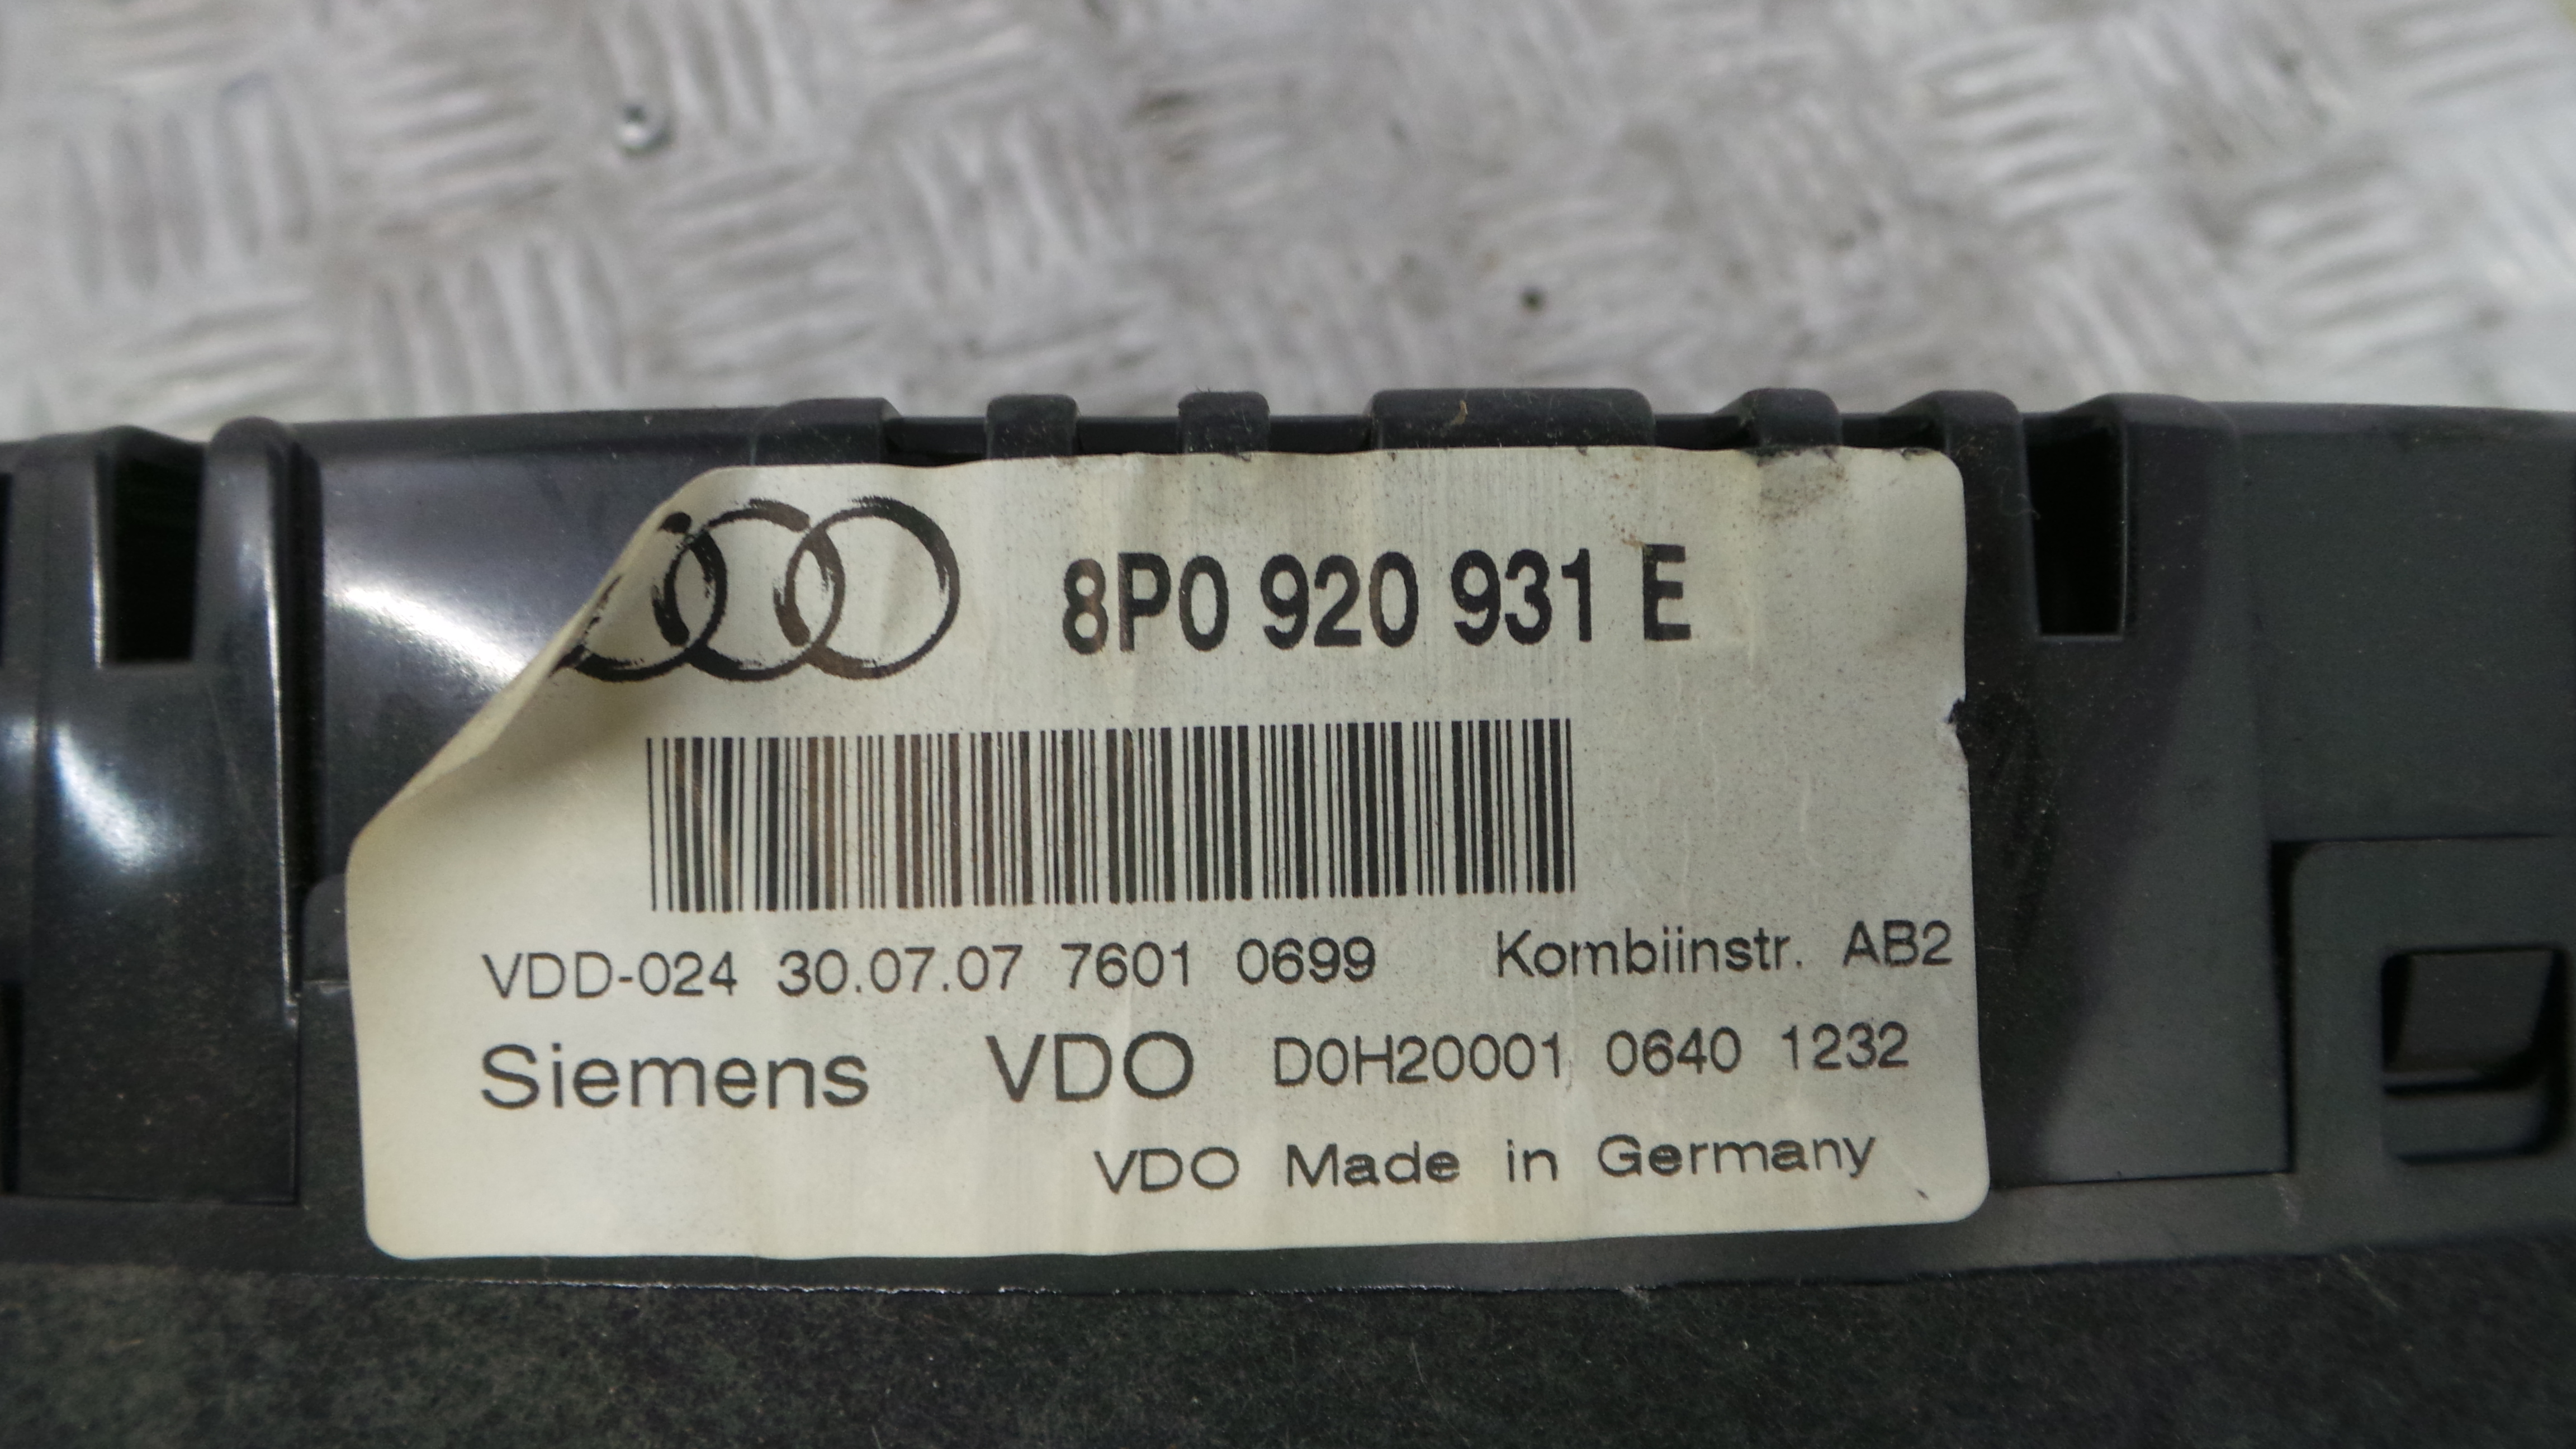 8P0 920 931 E
VDD-024 30.07.07 7601 0699 Kombiinstr. AB2
Siemens VDO D0H20001 0640 1232
VDO Made in Germany